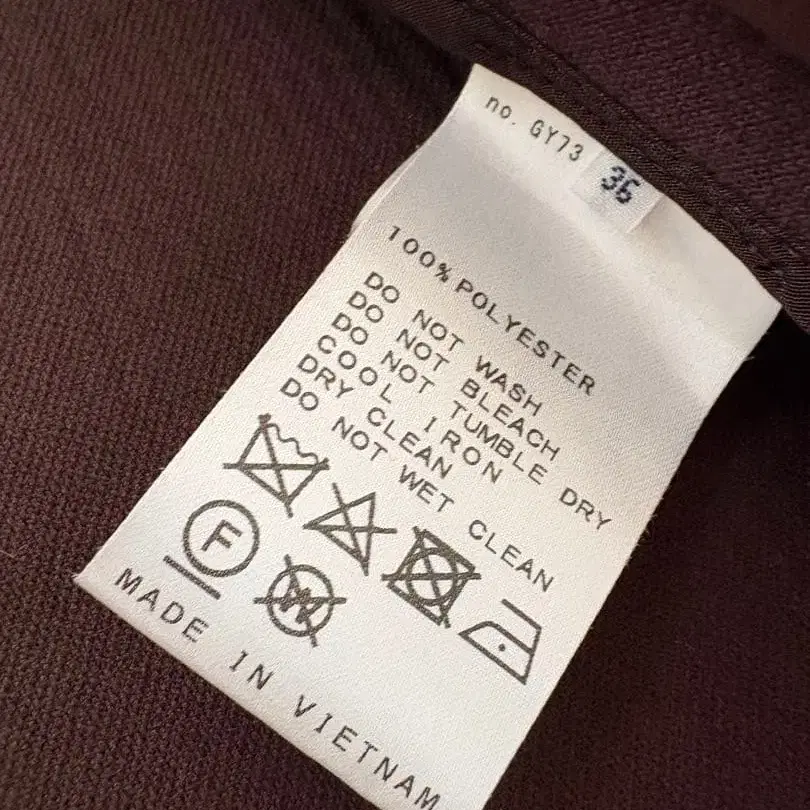 no. GY73
36
100% POLYESTER
DO NOT WASH
DO NOT BLEACH
DO NOT TUMBLE DRY
COOL IRON
DRY CLEAN
DO NOT WET CLEAN
F
W
MADE IN VIETNAM